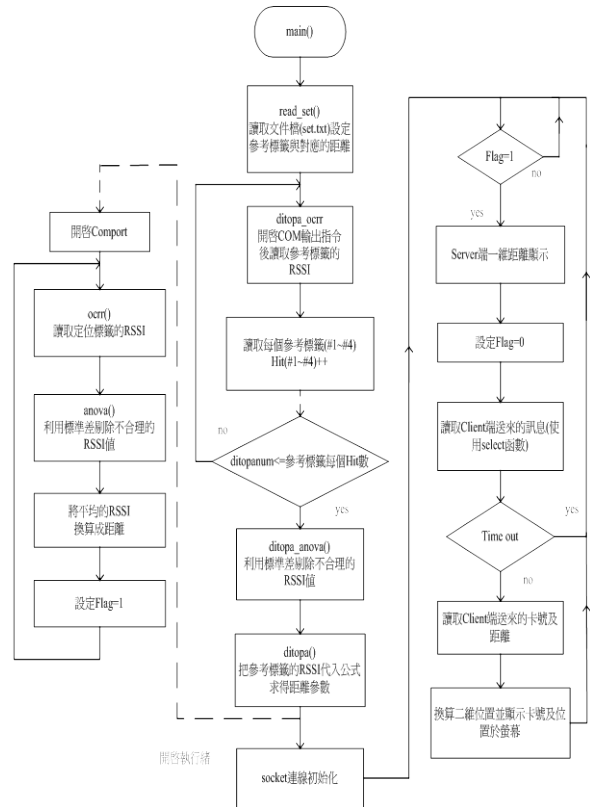 main()
read_set()
讀取文件檔(set.txt)設定
參考標籤與對應的距離
ditopa_ocrr
開啓COM輸出指令
後讀取參考標籤的
RSSI
讀取每個參考標籤(#1~#4)
Hit(#1~#4)++
no
ditopanum<=參考標籤每個Hit數
yes
ditopa_anova()
利用標準差剔除不合理的
RSSI值
ditopa()
把參考標籤的RSSI代入公式
求得距離參數
開啓執行緒
socket連線初始化
開啓Comport
ocrr()
讀取定位標籤的RSSI
anova()
利用標準差剔除不合理的
RSSI值
將平均的RSSI
換算成距離
設定Flag=1
Flag=1
no
yes
Server端一維距離顯示
設定Flag=0
讀取Client端送來的訊息(使
用select函數)
Time out
yes
no
讀取Client端送來的卡號及
距離
換算二維位置並顯示卡號及位
置於螢幕